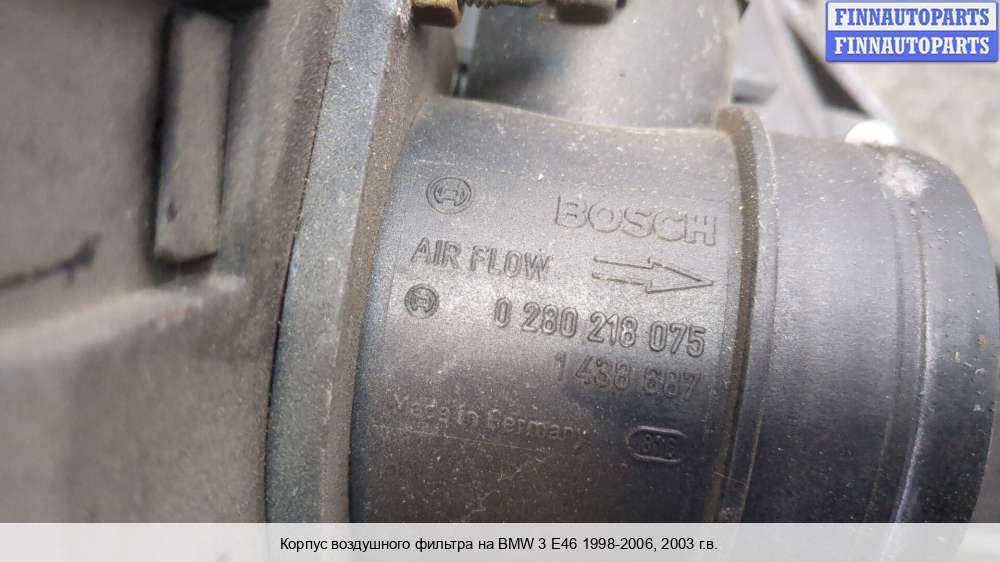 FINNAUTOPARTS
FINNAUTOPARTS
BOSCH
AIR FLOW
0 280 218 075
1 438 687
Made in Germany
Корпус воздушного фильтра на BMW 3 E46 1998-2006, 2003 г.в.